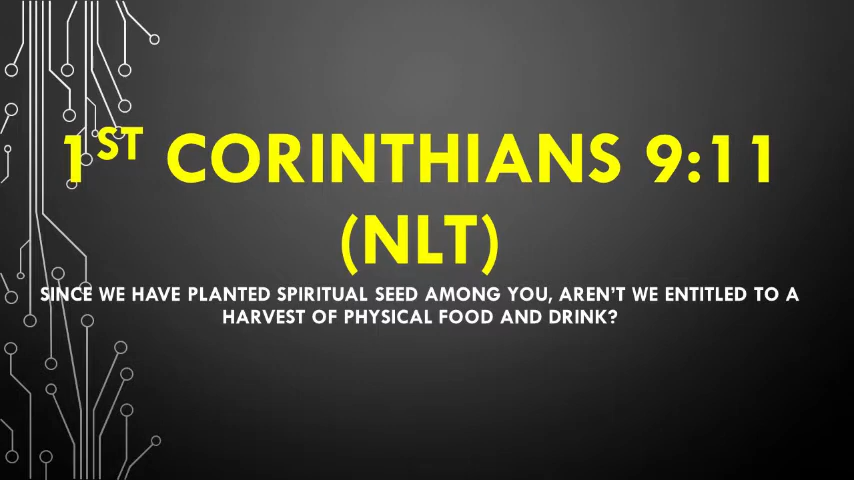 1ST CORINTHIANS 9:11
(NLT)
SINCE WE HAVE PLANTED SPIRITUAL SEED AMONG YOU, AREN'T WE ENTITLED TO A
HARVEST OF PHYSICAL FOOD AND DRINK?